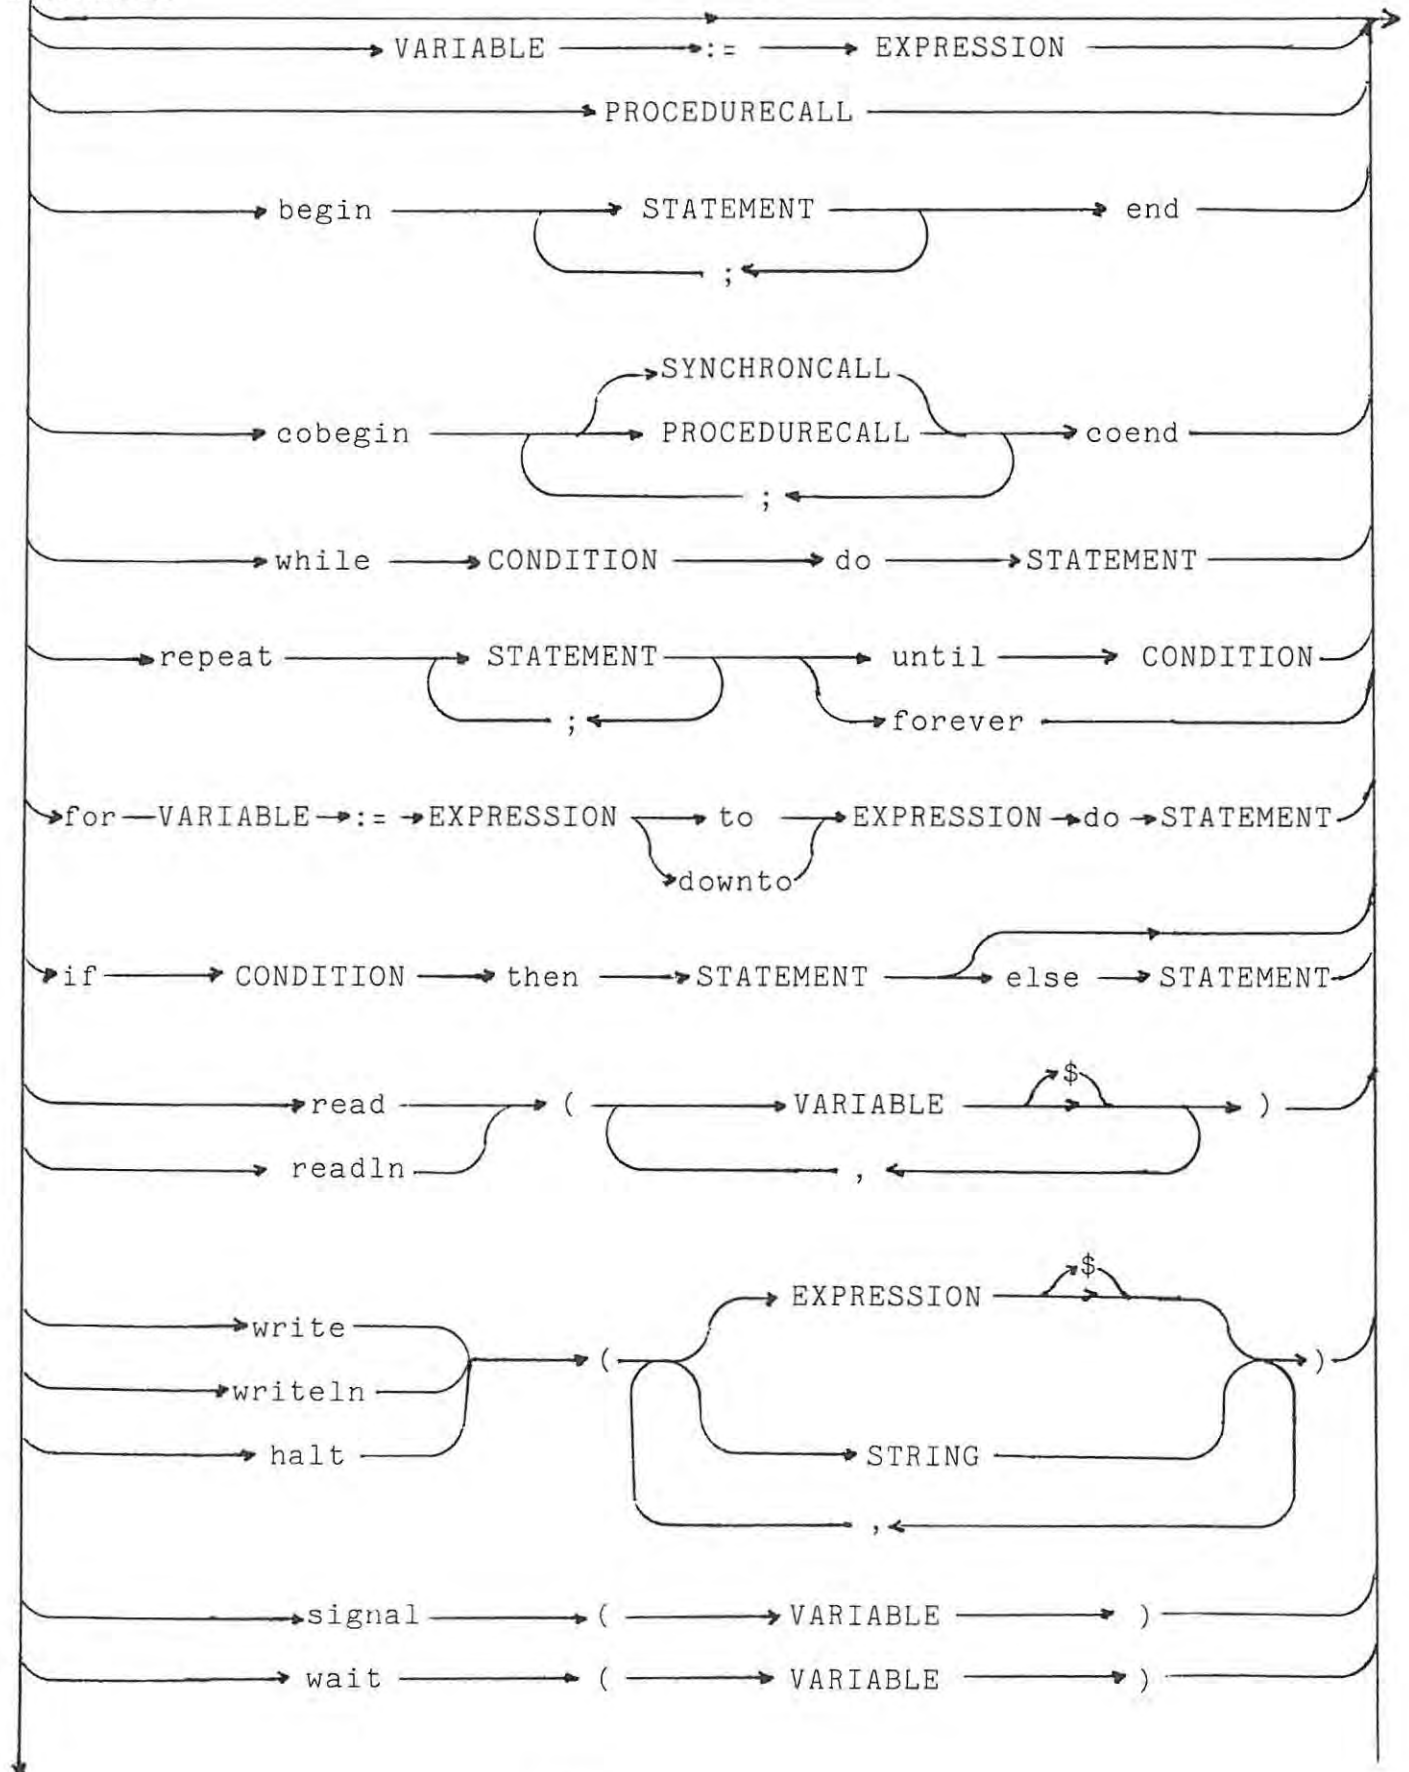 VARIABLE := EXPRESSION
PROCEDURECALL
begin STATEMENT end
;
SYNCHRONCALL
cobegin PROCEDURECALL coend
;
while CONDITION do STATEMENT
repeat STATEMENT until CONDITION
; forever
for VARIABLE := EXPRESSION to EXPRESSION do STATEMENT
downto
if CONDITION then STATEMENT else STATEMENT
$
read ( VARIABLE )
readln ,
$
EXPRESSION
write
( )
writeln
halt STRING
,
signal ( VARIABLE )
wait ( VARIABLE )